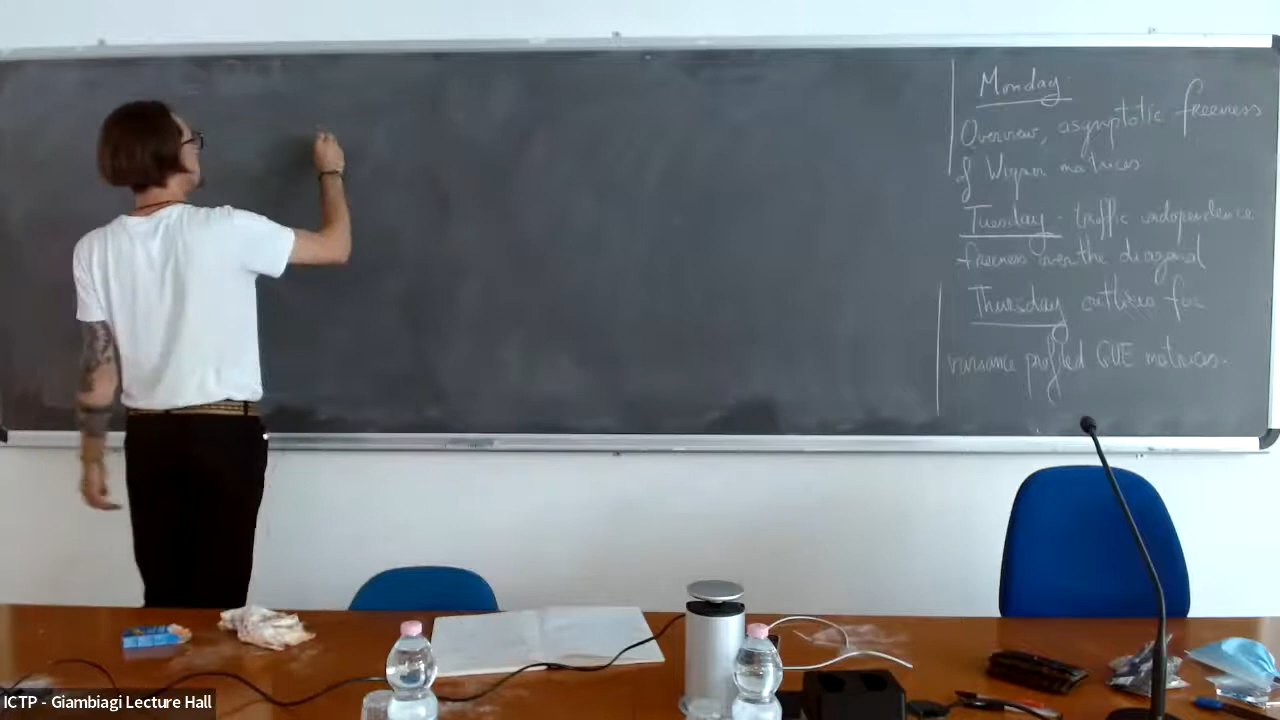 Monday
Overview, asymptotic freeness
of Wigner matrices
Tuesday - traffic independence
freeness over the diagonal
Thursday outliers for
variance profiled GUE matrices.
ICTP - Giambiagi Lecture Hall